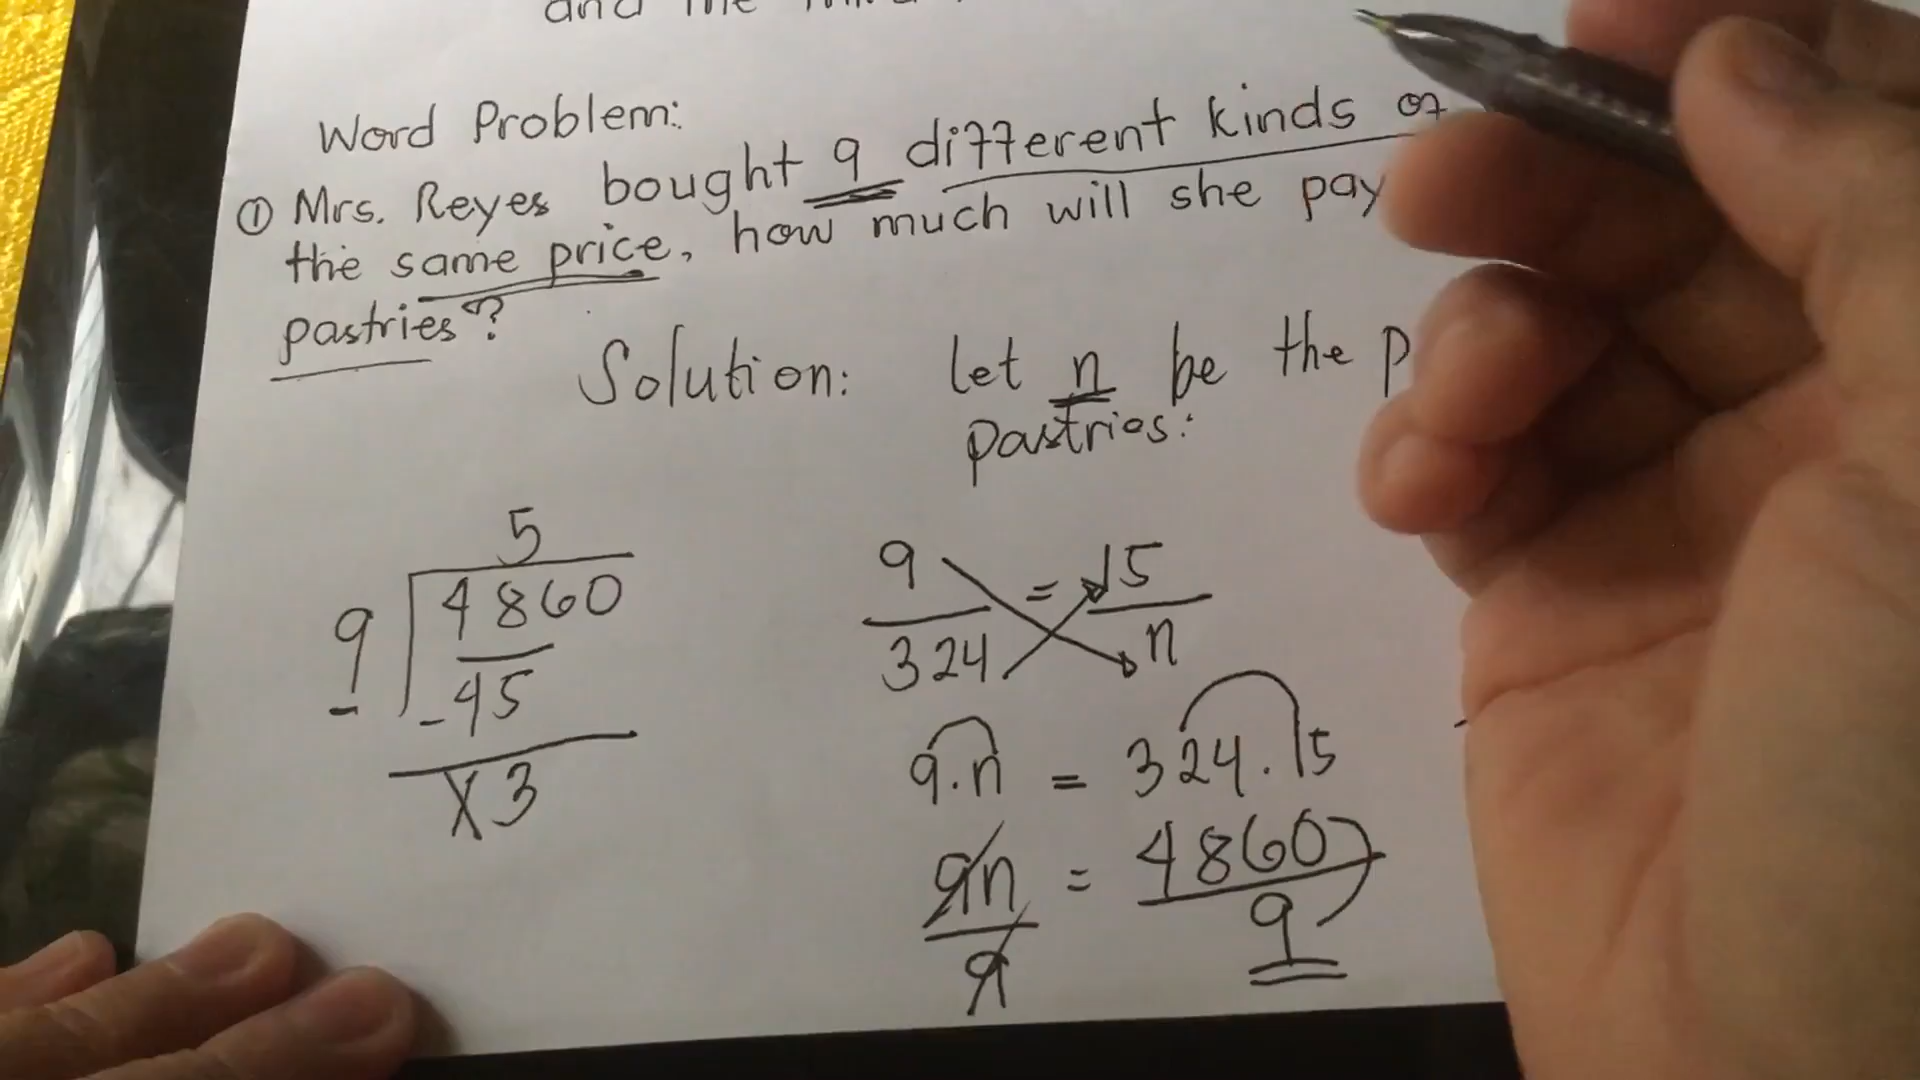 and the
Word Problem:
① Mrs. Reyes bought 9 different kinds of
the same price, how much will she pay
pastries?
Solution: let n be the
pastries:
5
9 4860
-45
x3
9 = 15
324 n
9.n = 324.15
9n = 4860
9 9